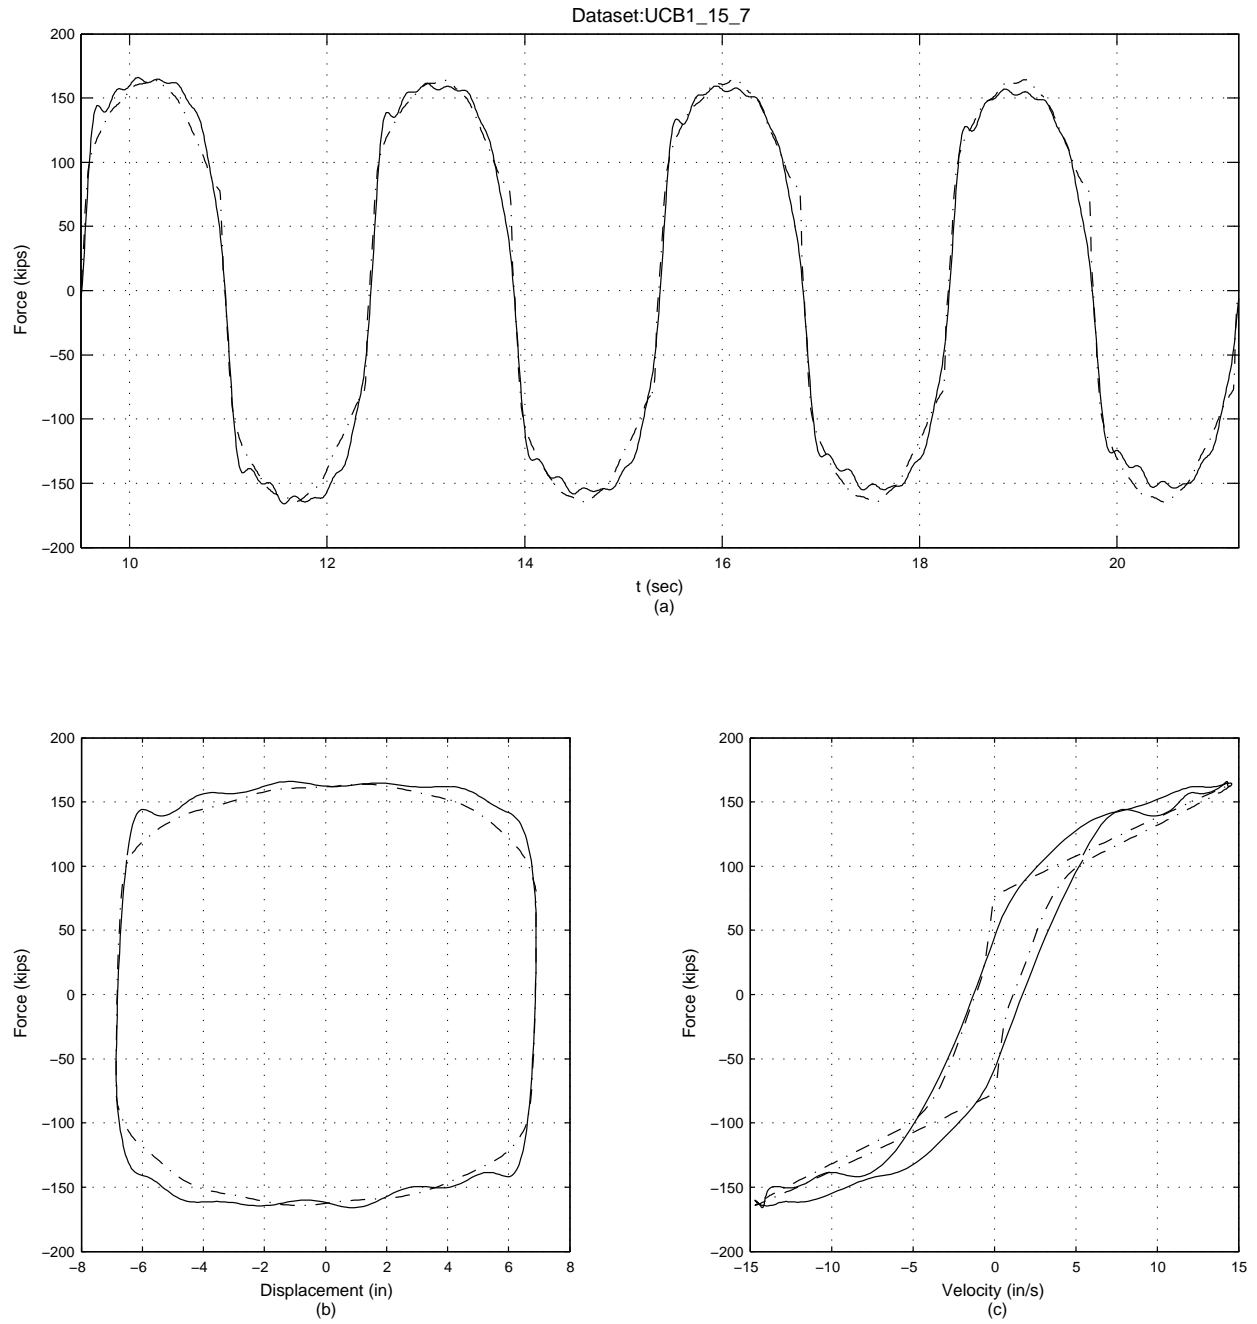 Dataset:UCB1_15_7
200
150
100
50
0
−50
−100
−150
−200
Force (kips)
10 12 14 16 18 20
t (sec)
(a)
200
150
100
50
0
−50
−100
−150
−200
Force (kips)
−8 −6 −4 −2 0 2 4 6 8
Displacement (in)
(b)
200
150
100
50
0
−50
−100
−150
−200
Force (kips)
−15 −10 −5 0 5 10 15
Velocity (in/s)
(c)